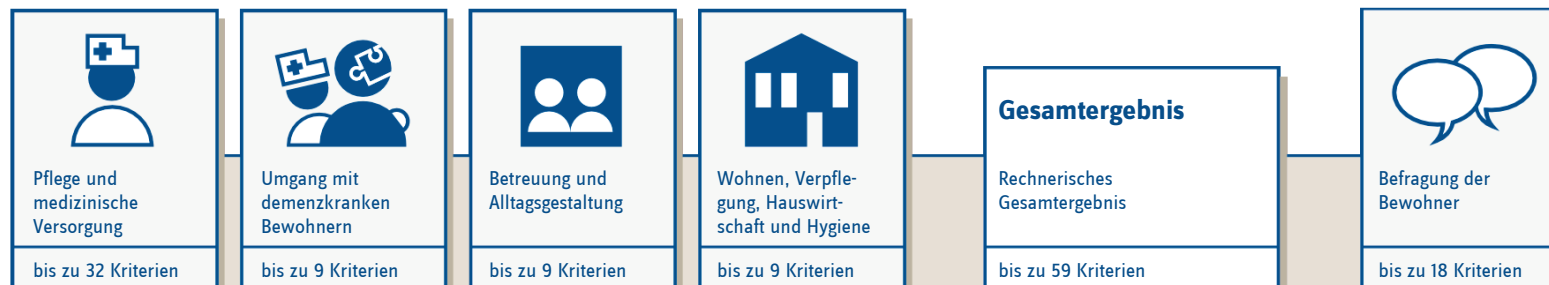 Pflege und
medizinische
Versorgung
bis zu 32 Kriterien
Umgang mit
demenzkranken
Bewohnern
bis zu 9 Kriterien
Betreuung und
Alltagsgestaltung
bis zu 9 Kriterien
Wohnen, Verpfle-
gung, Hauswirt-
schaft und Hygiene
bis zu 9 Kriterien
Gesamtergebnis
Rechnerisches
Gesamtergebnis
bis zu 59 Kriterien
Befragung der
Bewohner
bis zu 18 Kriterien